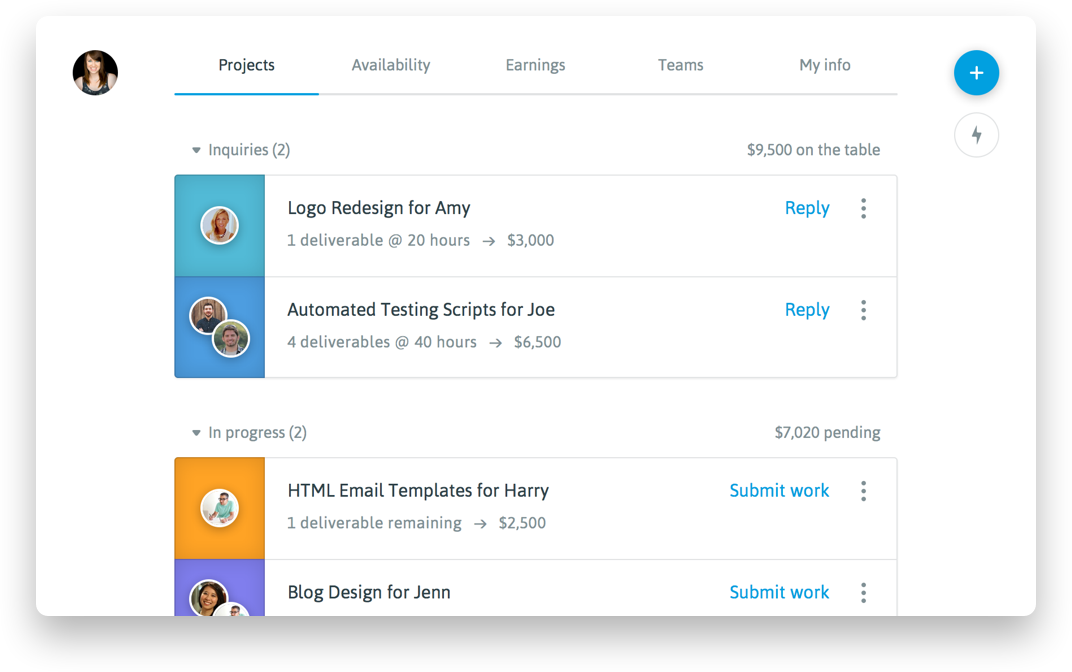 Projects Availability Earnings Teams My info
Inquiries (2) $9,500 on the table
Logo Redesign for Amy Reply
1 deliverable @ 20 hours → $3,000
Automated Testing Scripts for Joe Reply
4 deliverables @ 40 hours → $6,500
In progress (2) $7,020 pending
HTML Email Templates for Harry Submit work
1 deliverable remaining → $2,500
Blog Design for Jenn Submit work